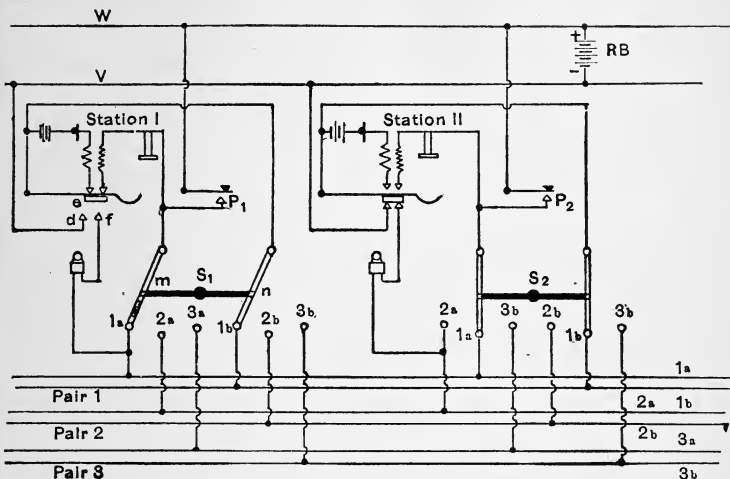 W
+ RB
-
V
Station I Station II
e P₁ P₂
d f
m S₁ n S₂
1a 2a 3a 1b 2b 3b 2a 1a 3b 2b 1b 3b
1a
Pair 1 2a 1b
Pair 2 2b 3a
Pair 3 3b